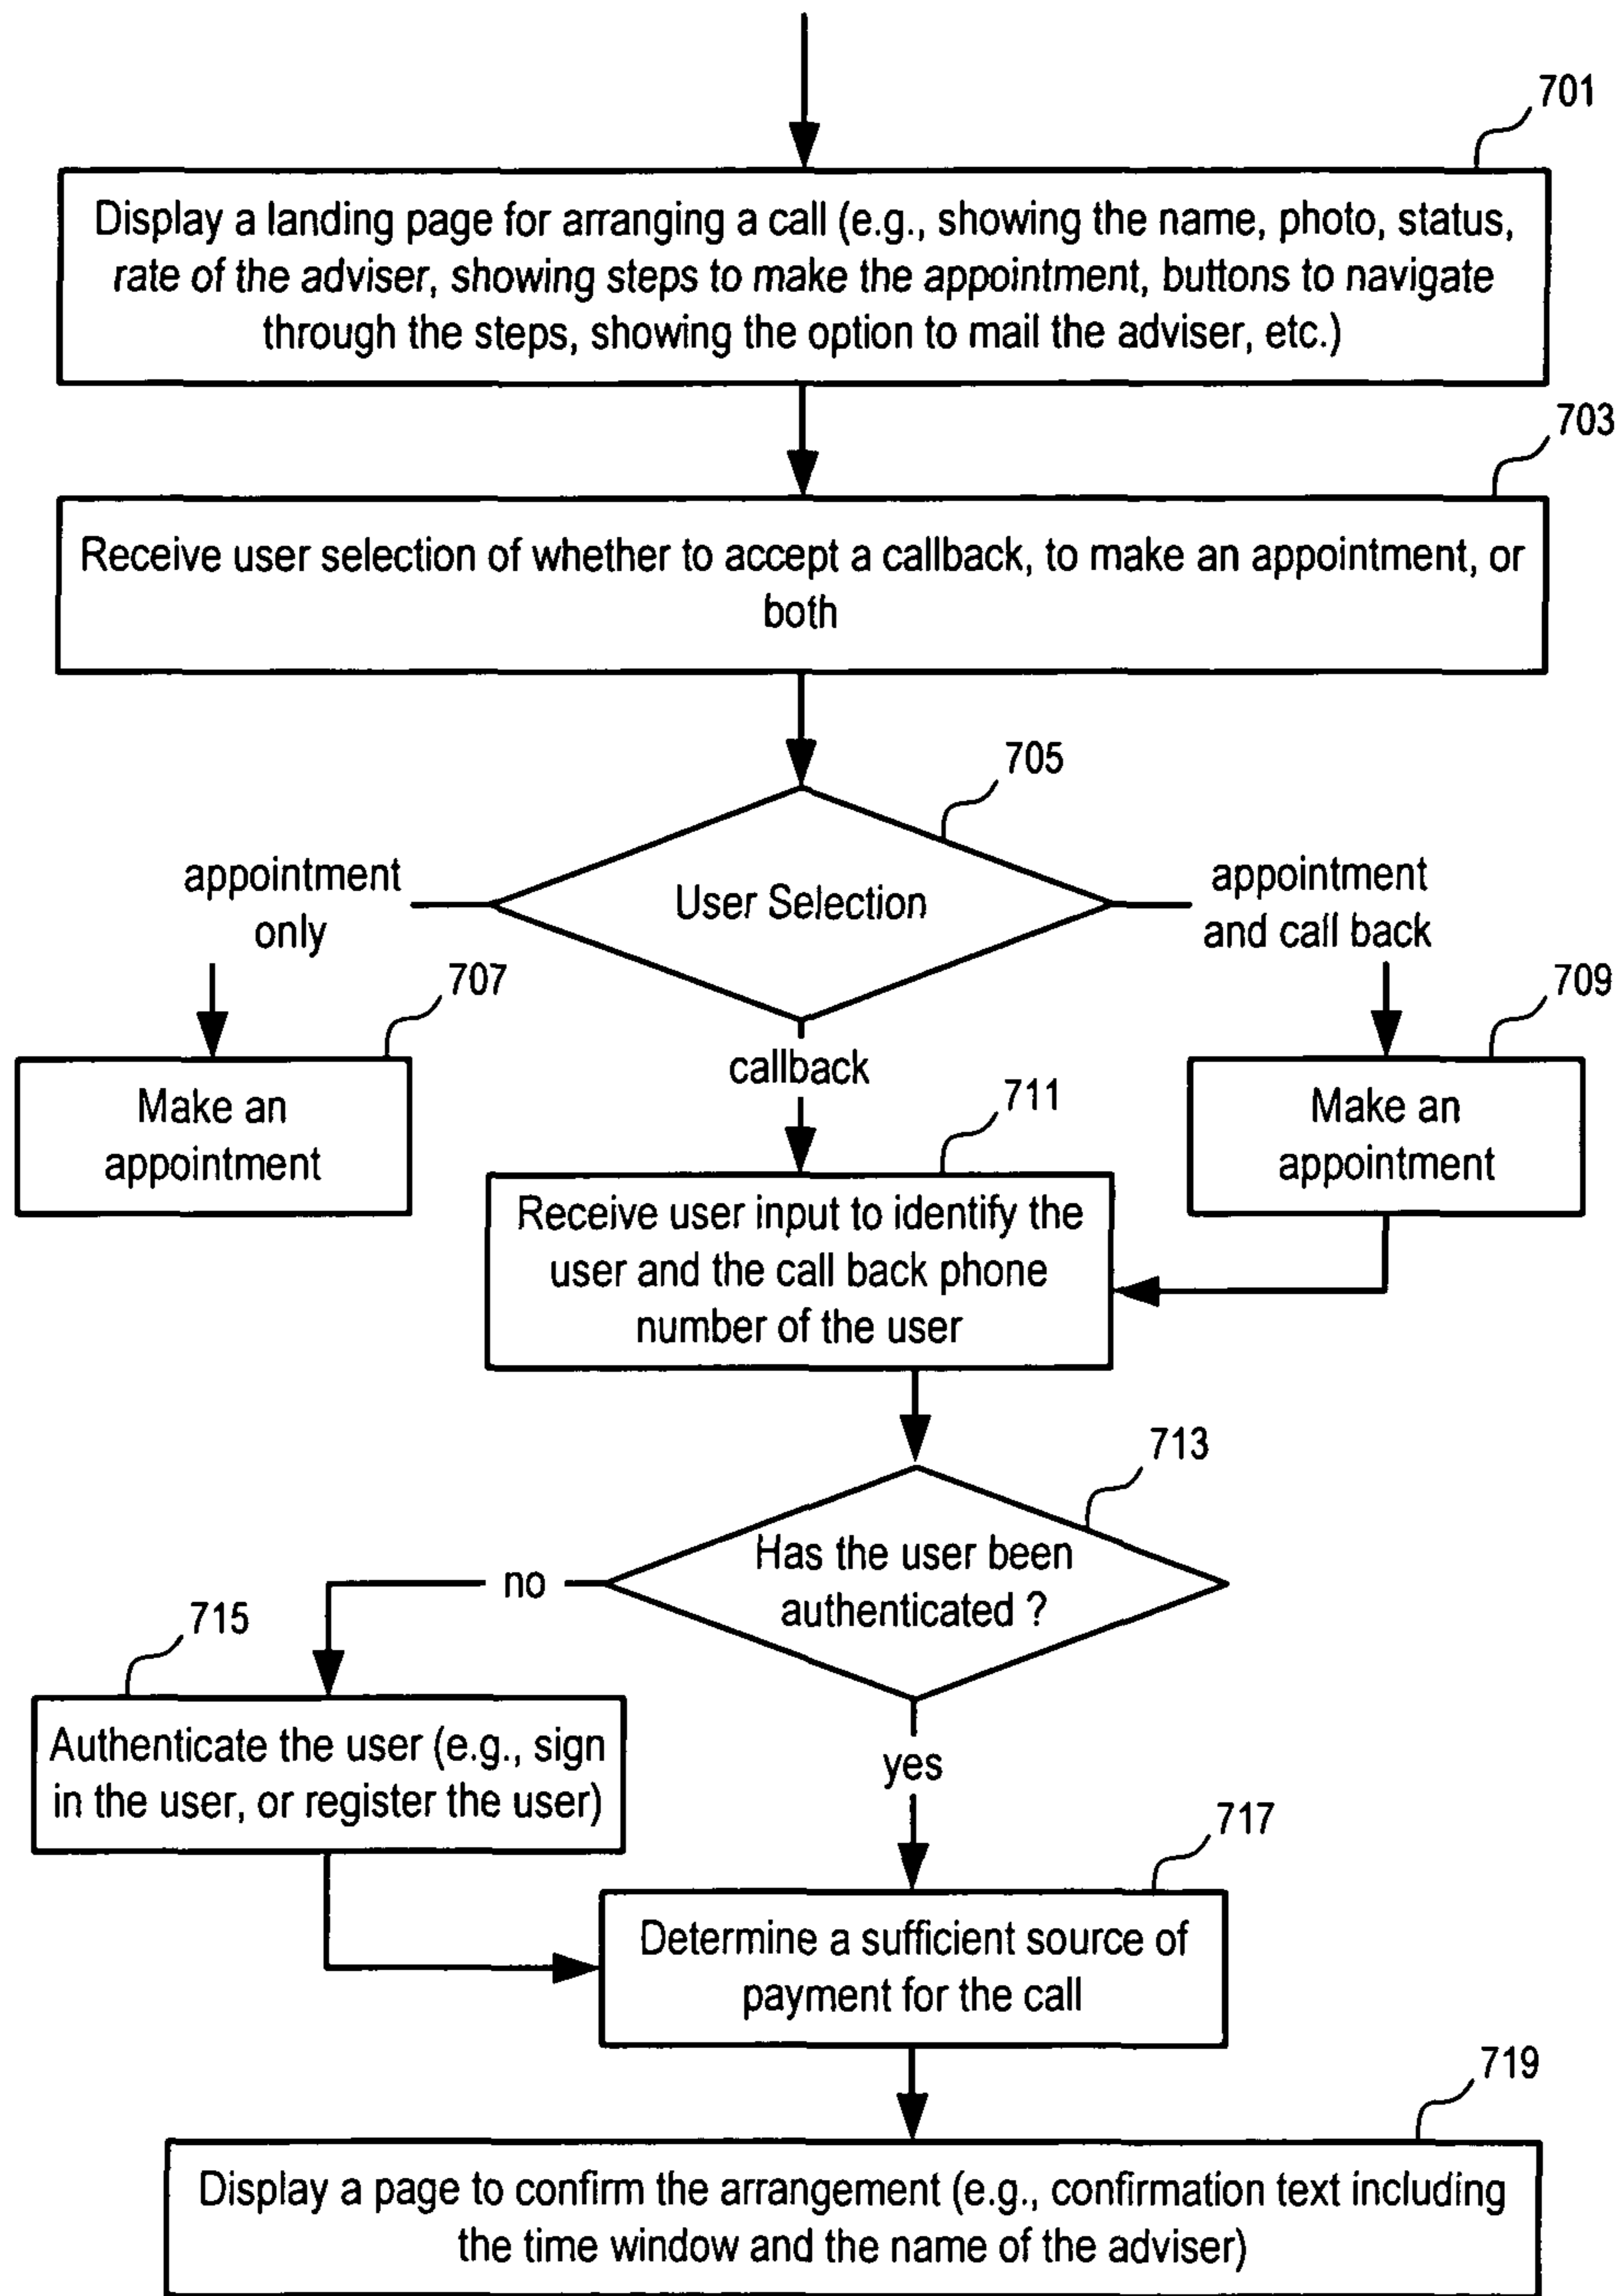 701
Display a landing page for arranging a call (e.g., showing the name, photo, status,
rate of the adviser, showing steps to make the appointment, buttons to navigate
through the steps, showing the option to mail the adviser, etc.)
703
Receive user selection of whether to accept a callback, to make an appointment, or
both
705
User Selection
appointment
only
appointment
and call back
707
Make an
appointment
callback
709
Make an
appointment
711
Receive user input to identify the
user and the call back phone
number of the user
713
Has the user been
authenticated ?
no
715
Authenticate the user (e.g., sign
in the user, or register the user)
yes
717
Determine a sufficient source of
payment for the call
719
Display a page to confirm the arrangement (e.g., confirmation text including
the time window and the name of the adviser)